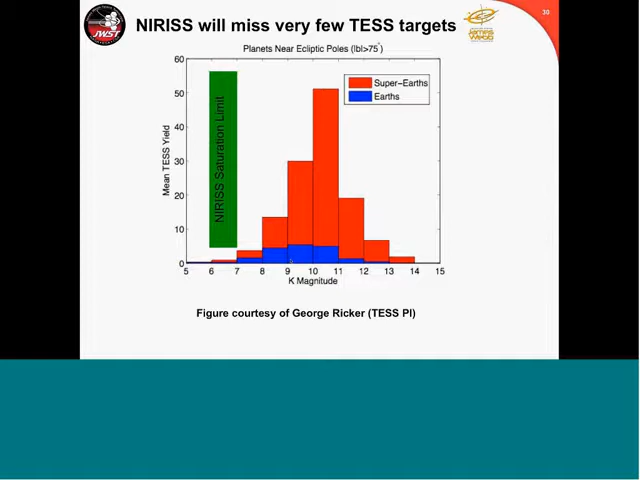 NIRISS will miss very few TESS targets
30
JWST
Planets Near Ecliptic Poles (lbl>75°)
60
50
40
30
20
10
0
Mean TESS Yield
NIRISS Saturation Limit
Super-Earths
Earths
5 6 7 8 9 10 11 12 13 14 15
K Magnitude
Figure courtesy of George Ricker (TESS PI)